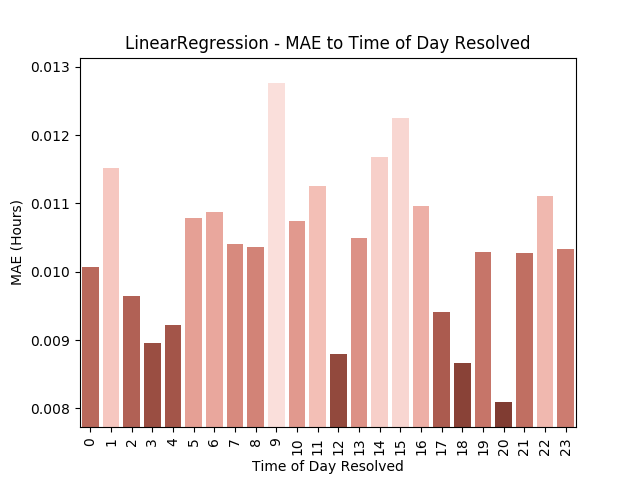 LinearRegression - MAE to Time of Day Resolved
0.013
0.012
0.011
0.010
0.009
0.008
MAE (Hours)
0 1 2 3 4 5 6 7 8 9 10 11 12 13 14 15 16 17 18 19 20 21 22 23
Time of Day Resolved